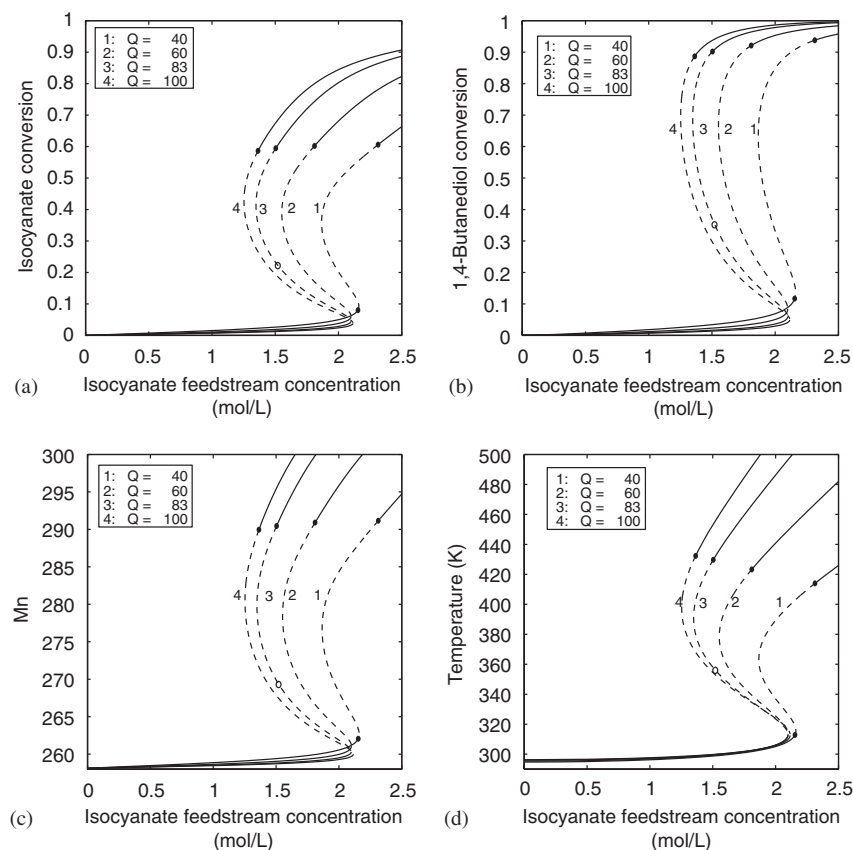 1: Q = 40
2: Q = 60
3: Q = 83
4: Q = 100
1
0.9
0.8
0.7
0.6
0.5
0.4
0.3
0.2
0.1
0
Isocyanate conversion
4 3 2 1
0 0.5 1 1.5 2 2.5
(a) Isocyanate feedstream concentration
(mol/L)
1: Q = 40
2: Q = 60
3: Q = 83
4: Q = 100
1
0.9
0.8
0.7
0.6
0.5
0.4
0.3
0.2
0.1
0
1,4-Butanediol conversion
4 3 2 1
0 0.5 1 1.5 2 2.5
(b) Isocyanate feedstream concentration
(mol/L)
1: Q = 40
2: Q = 60
3: Q = 83
4: Q = 100
300
295
290
285
280
275
270
265
260
Mn
4 3 2 1
0 0.5 1 1.5 2 2.5
(c) Isocyanate feedstream concentration
(mol/L)
1: Q = 40
2: Q = 60
3: Q = 83
4: Q = 100
500
480
460
440
420
400
380
360
340
320
300
Temperature (K)
4 3 2 1
0 0.5 1 1.5 2 2.5
(d) Isocyanate feedstream concentration
(mol/L)